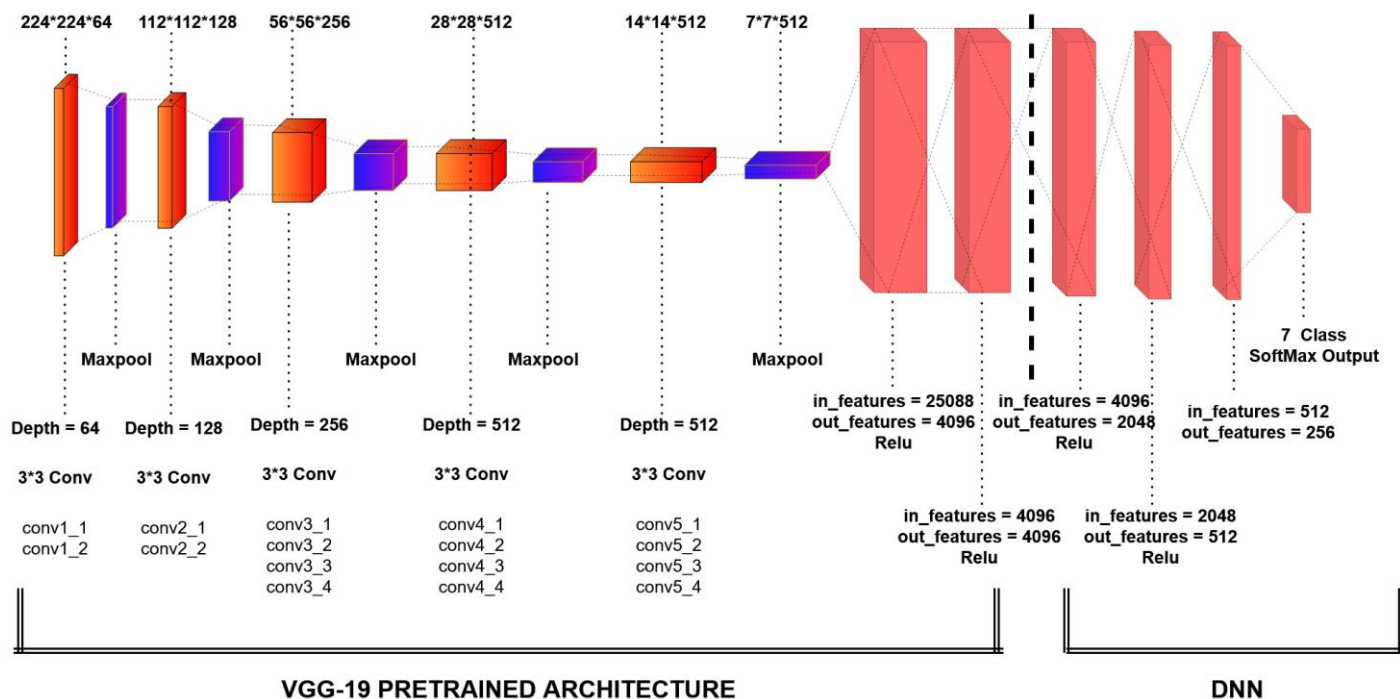 224*224*64
112*112*128
56*56*256
28*28*512
14*14*512
7*7*512
Maxpool
Maxpool
Maxpool
Maxpool
Maxpool
7 Class
SoftMax Output
in_features = 25088
out_features = 4096
Relu
in_features = 4096
out_features = 2048
Relu
in_features = 512
out_features = 256
Depth = 64
Depth = 128
Depth = 256
Depth = 512
Depth = 512
3*3 Conv
3*3 Conv
3*3 Conv
3*3 Conv
3*3 Conv
conv1_1
conv1_2
conv2_1
conv2_2
conv3_1
conv3_2
conv3_3
conv3_4
conv4_1
conv4_2
conv4_3
conv4_4
conv5_1
conv5_2
conv5_3
conv5_4
in_features = 4096
out_features = 4096
Relu
in_features = 2048
out_features = 512
Relu
VGG-19 PRETRAINED ARCHITECTURE
DNN